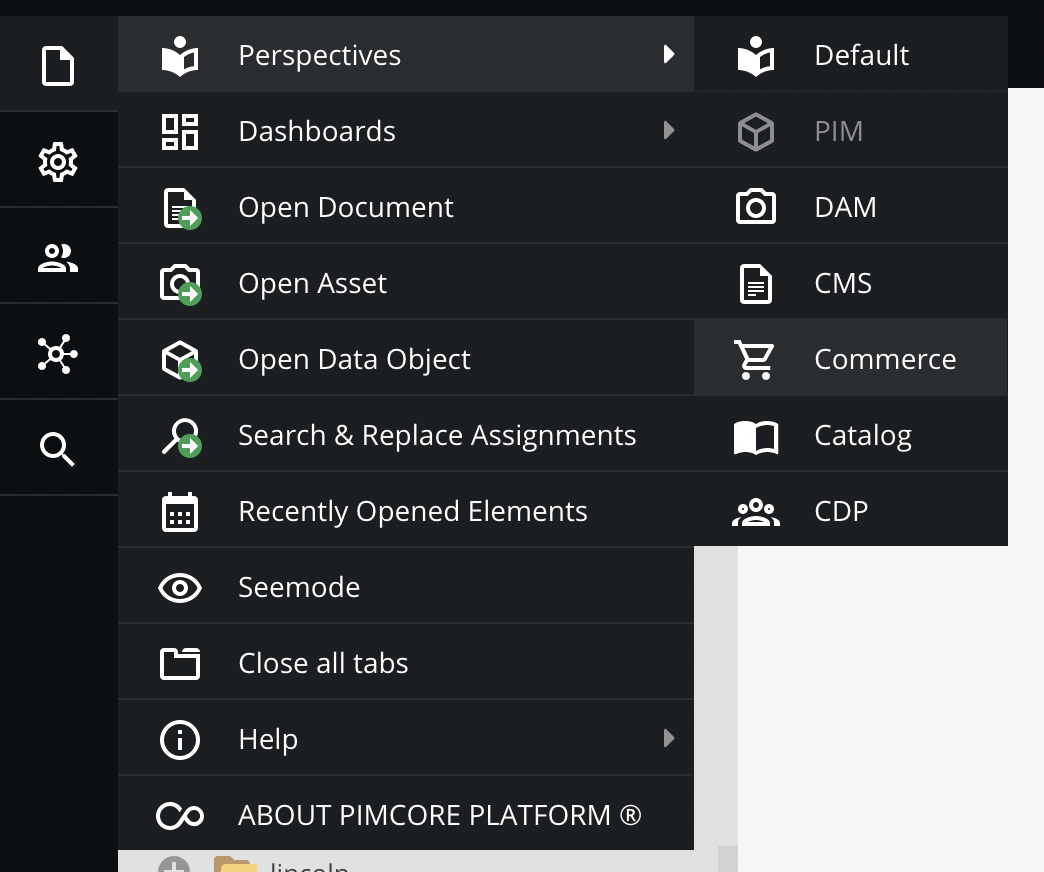 Perspectives
Dashboards
Open Document
Open Asset
Open Data Object
Search & Replace Assignments
Recently Opened Elements
Seemode
Close all tabs
Help
ABOUT PIMCORE PLATFORM ®
Default
PIM
DAM
CMS
Commerce
Catalog
CDP
lincoln